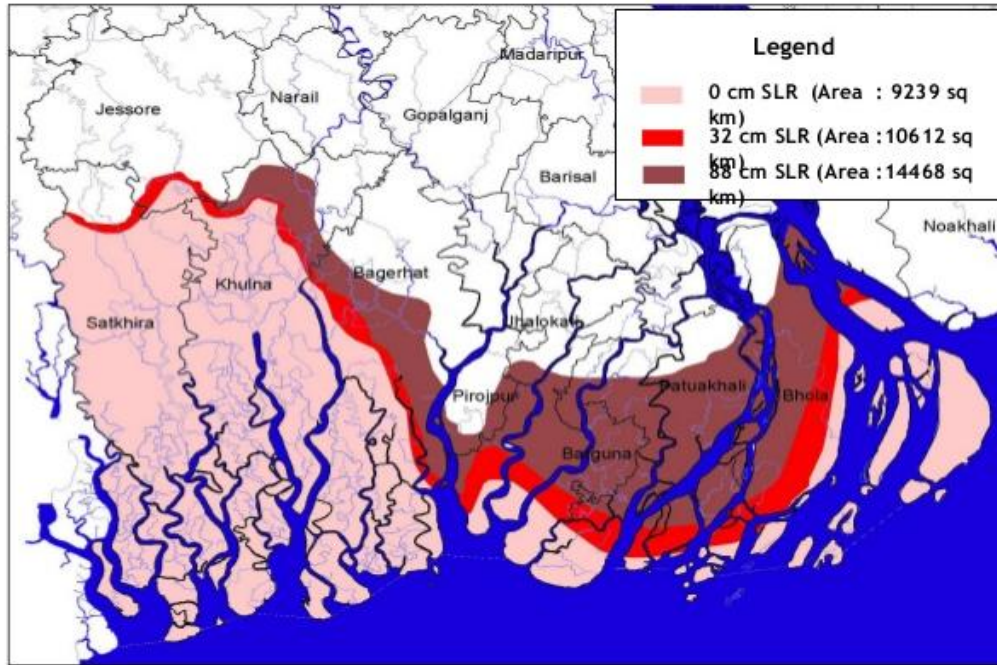 Legend
0 cm SLR (Area : 9239 sq
km)
32 cm SLR (Area :10612 sq
km)
88 cm SLR (Area :14468 sq
km)
Madaripur
Jessore
Narail
Gopalganj
Barisal
Noakhali
Bagerhat
Khulna
Satkhira
Jhalokati
Pirojpur
Patuakhali
Bhola
Barguna